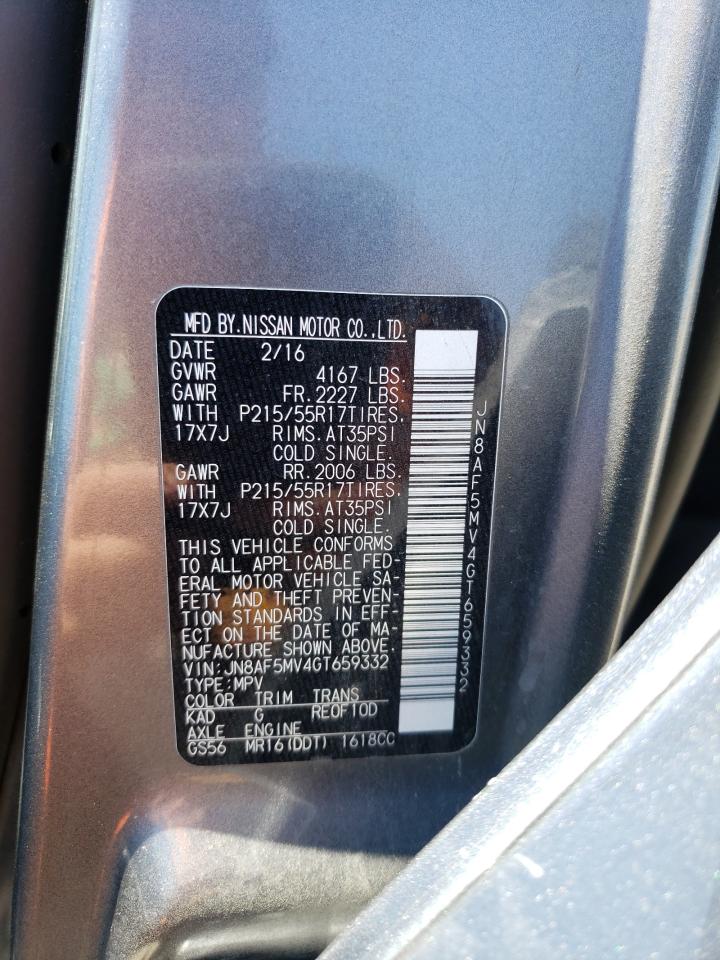 MFD BY.NISSAN MOTOR CO.,LTD.
DATE 2/16
GVWR 4167 LBS.
GAWR FR.2227 LBS.
WITH P215/55R17TIRES.
17X7J RIMS.AT35PSI
COLD SINGLE.
GAWR RR.2006 LBS.
WITH P215/55R17TIRES.
17X7J RIMS.AT35PSI
COLD SINGLE.
THIS VEHICLE CONFORMS
TO ALL APPLICABLE FED-
ERAL MOTOR VEHICLE SA-
FETY AND THEFT PREVEN-
TION STANDARDS IN EFF-
ECT ON THE DATE OF MA-
NUFACTURE SHOWN ABOVE.
VIN:JN8AF5MV4GT659332
TYPE:MPV
COLOR TRIM TRANS
KAD G REOF10D
AXLE ENGINE
GS56 MR16(DDT) 1618CC
JN8AF5MV4GT659332